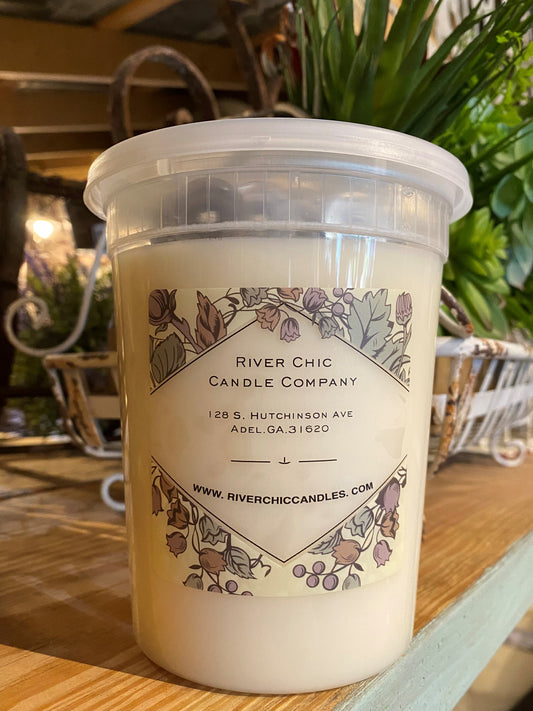 River Chic
Candle Company
128 S. Hutchinson Ave
Adel.GA.31620
www. riverchiccandles. com